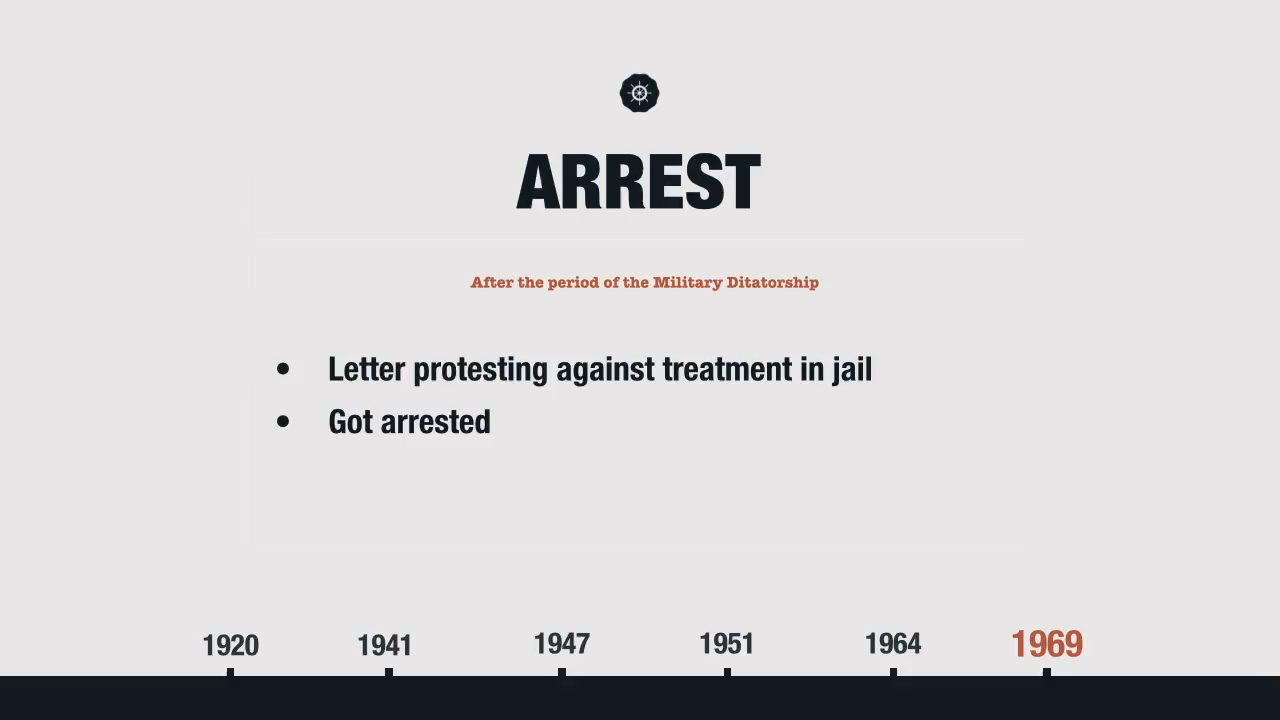 ARREST
After the period of the Military Ditatorship
• Letter protesting against treatment in jail
• Got arrested
1920 1941 1947 1951 1964 1969